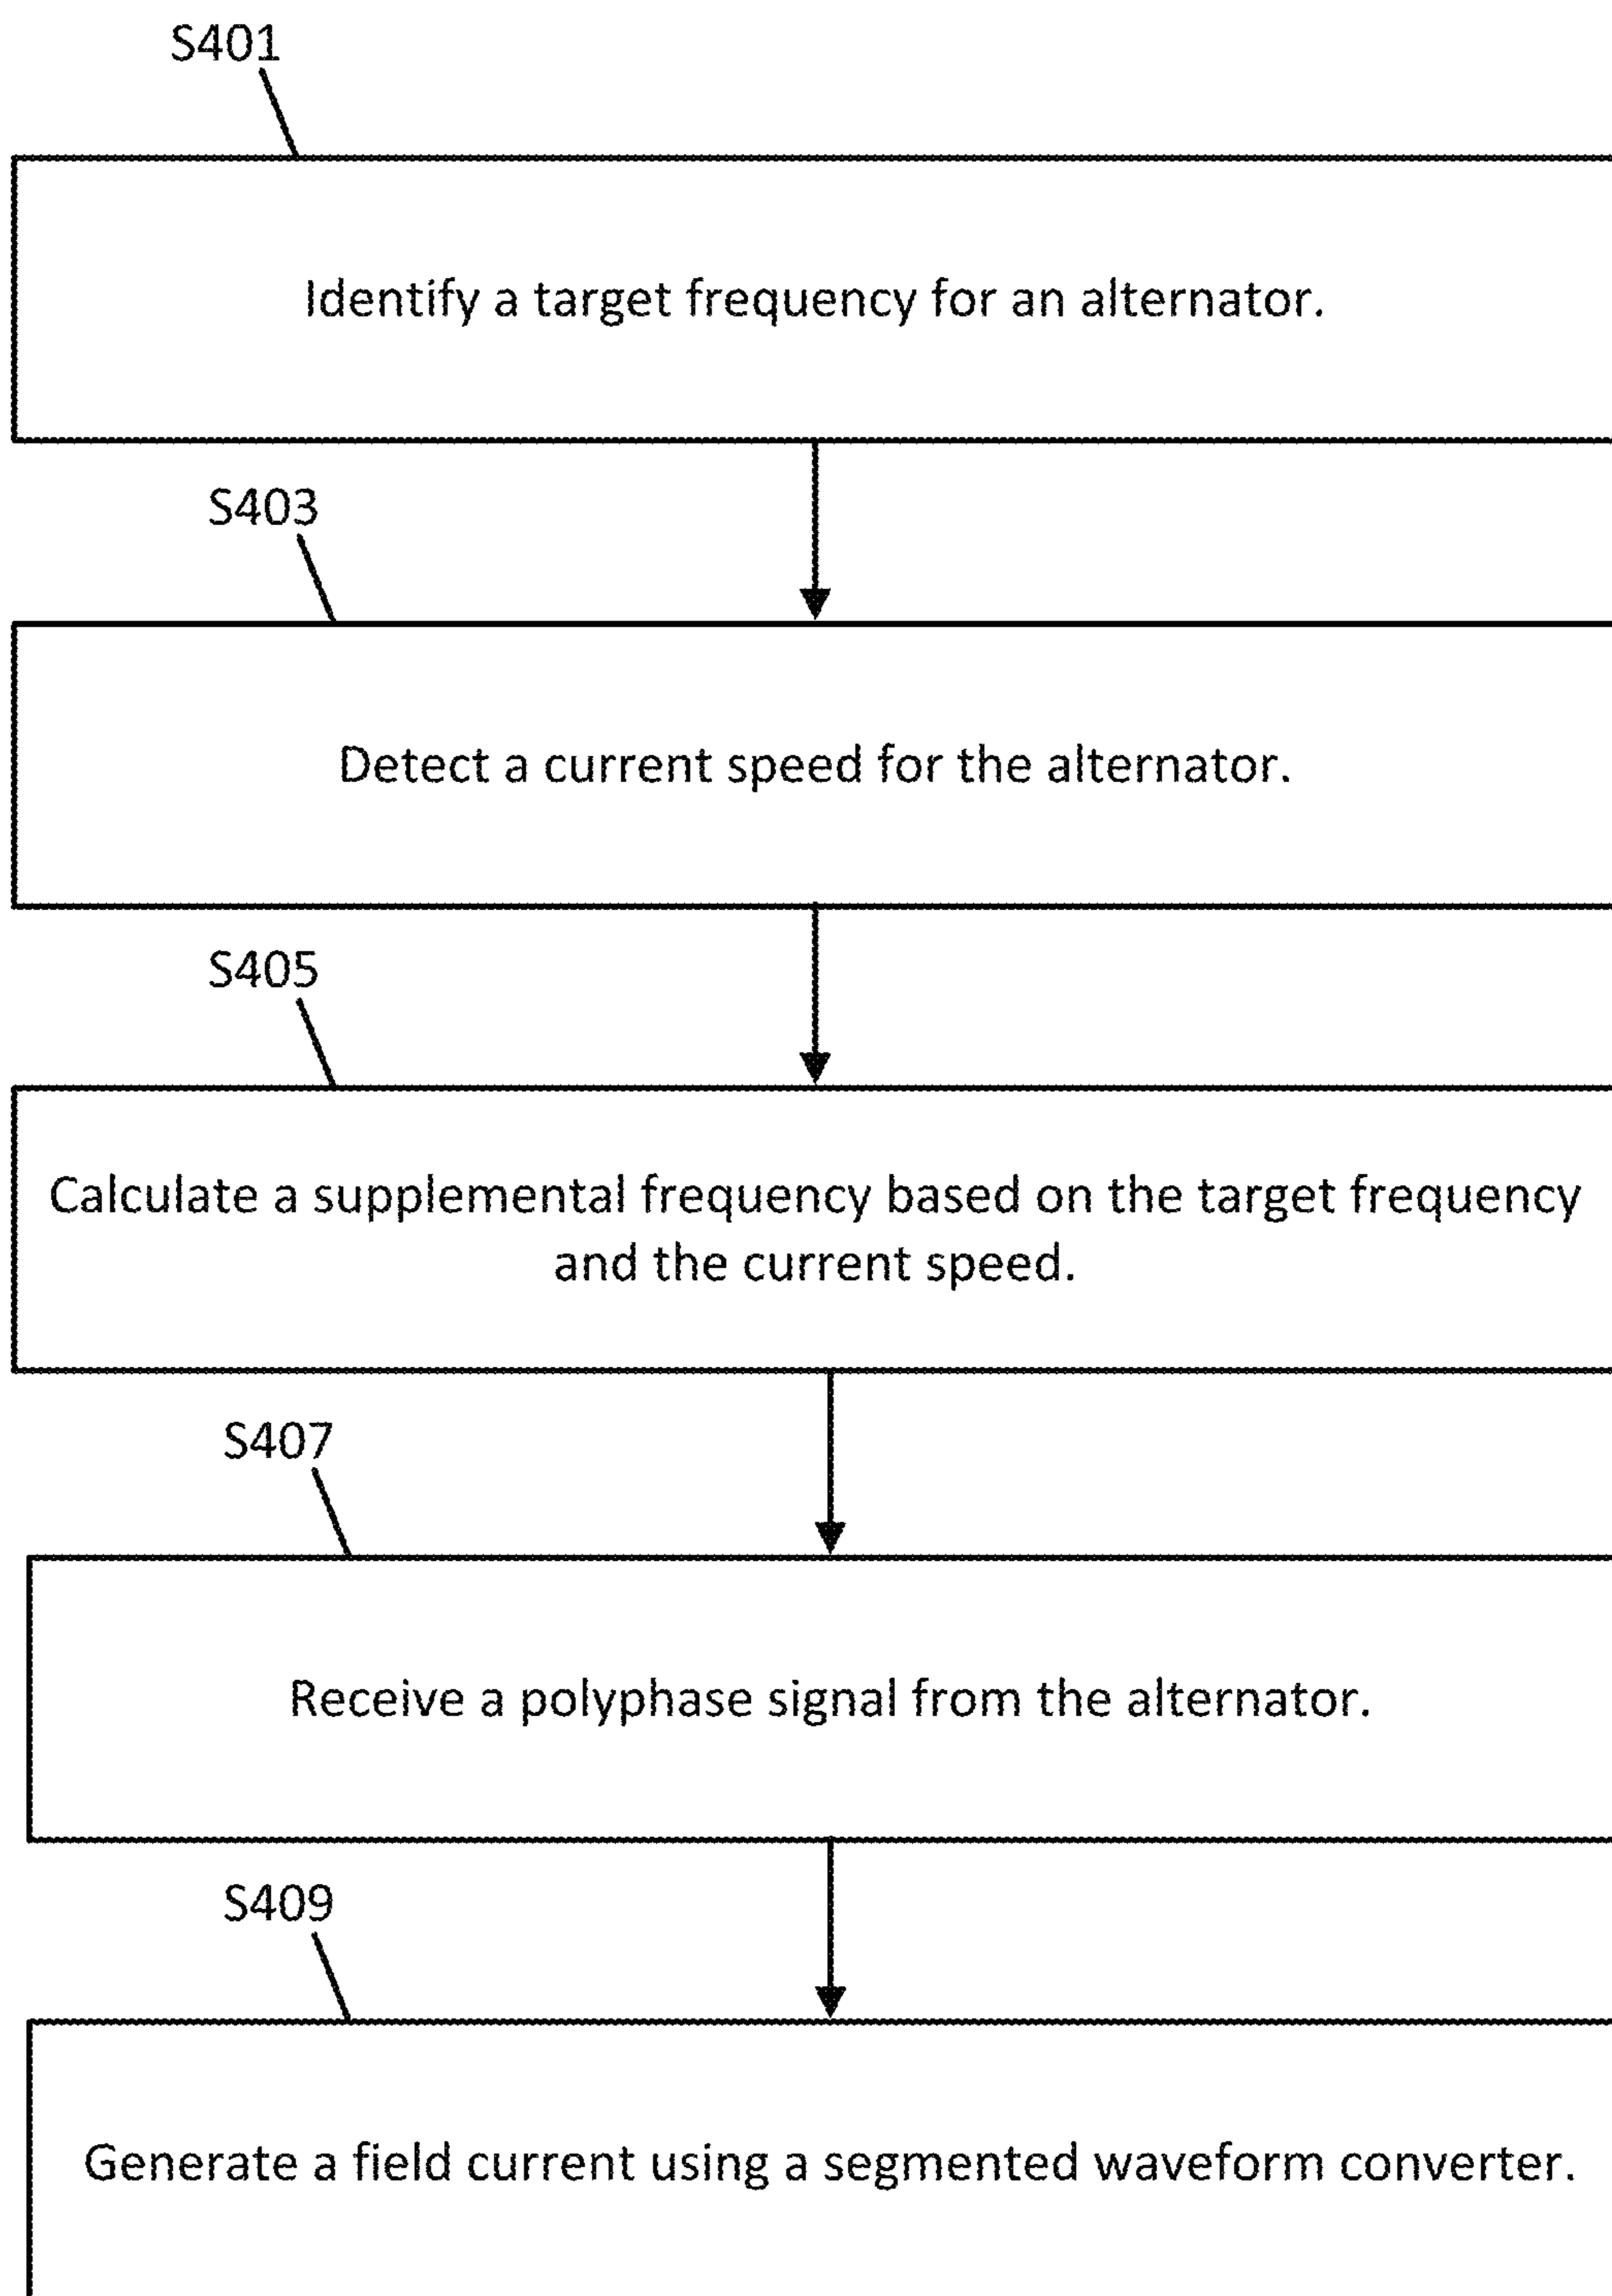 S401
Identify a target frequency for an alternator.
S403
Detect a current speed for the alternator.
S405
Calculate a supplemental frequency based on the target frequency
and the current speed.
S407
Receive a polyphase signal from the alternator.
S409
Generate a field current using a segmented waveform converter.